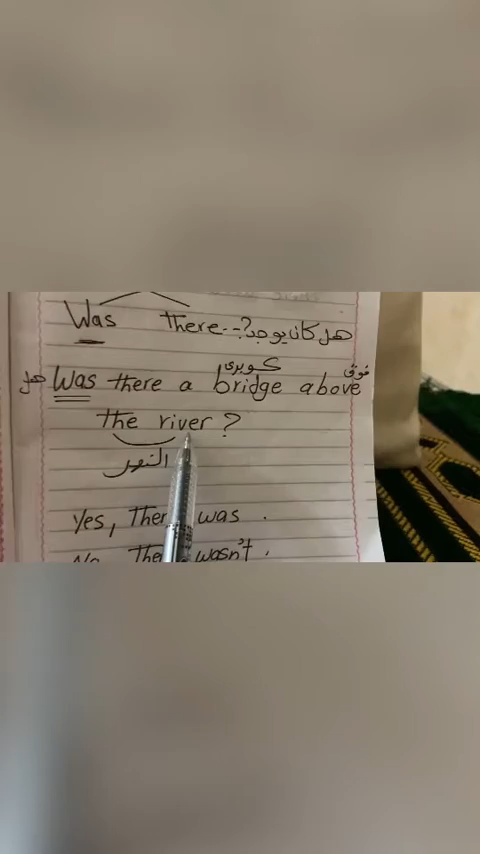 Was There--? هل كان يوجد
كوبرى فوق
هل Was there a bridge above
the river?
النهر
Yes, There was.
No There wasn't.